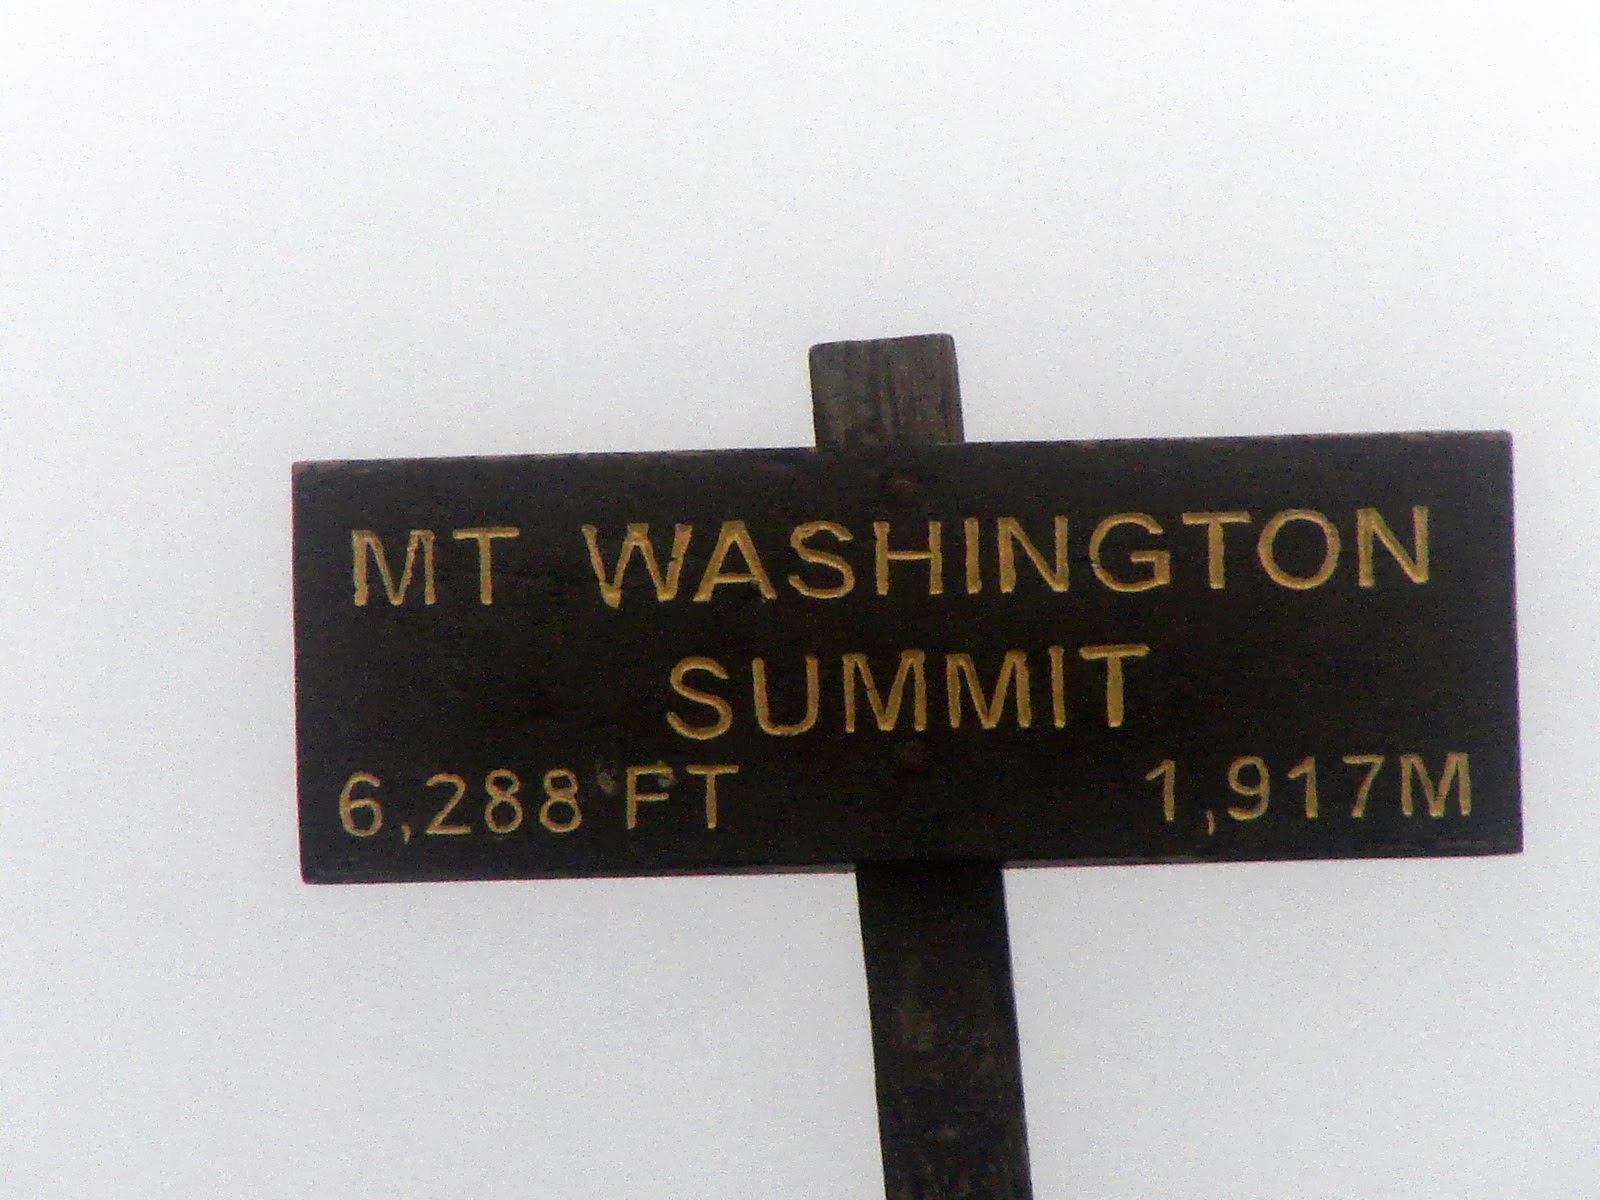 MT WASHINGTON
SUMMIT
6,288 FT 1,917M